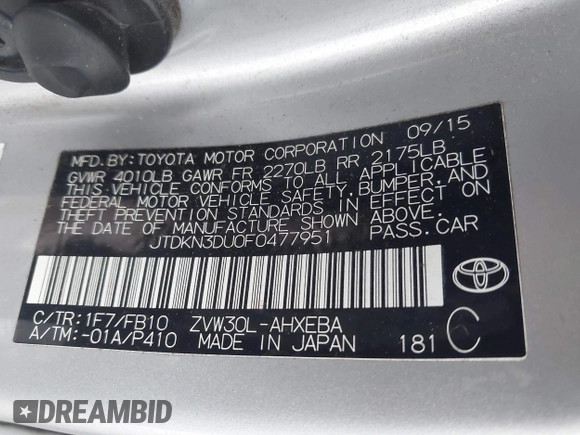 MFD. BY: TOYOTA MOTOR CORPORATION 09/15
GVWR 4010LB GAWR FR 2270LB RR 2175LB
THIS VEHICLE CONFORMS TO ALL APPLICABLE
FEDERAL MOTOR VEHICLE SAFETY, BUMPER, AND
THEFT PREVENTION STANDARDS IN EFFECT ON
THE DATE OF MANUFACTURE SHOWN ABOVE.
JTDKN3DU0F0477951 PASS. CAR
C/TR:1F7/FB10 ZVW30L-AHXEBA
A/TM:-01A/P410 MADE IN JAPAN 181 C
TOYOTA
DREAMBID